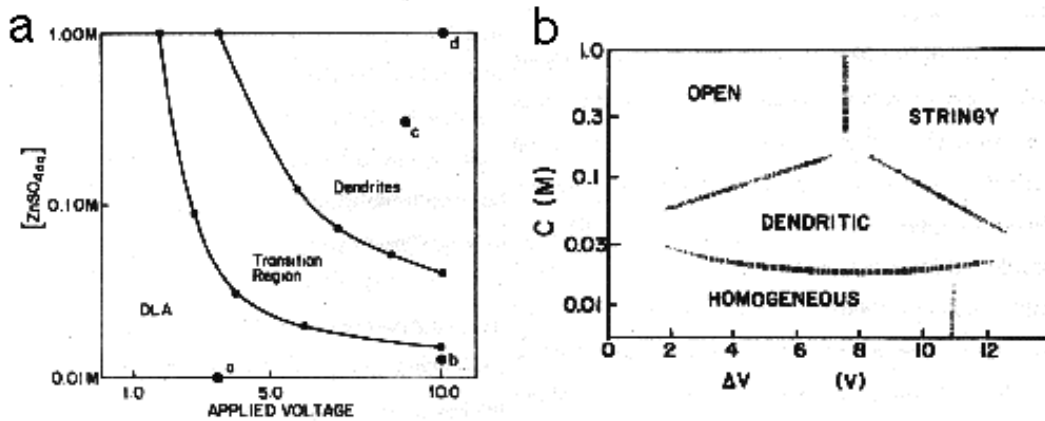 a
1.00M
d
c
[ZnSO4aq]
0.10M
Dendrites
Transition
Region
DLA
b
a
0.01M
1.0
5.0
10.0
APPLIED VOLTAGE
b
1.0
OPEN
STRINGY
0.3
0.1
C (M)
DENDRITIC
0.03
HOMOGENEOUS
0.01
0 2 4 6 8 10 12
ΔV (V)